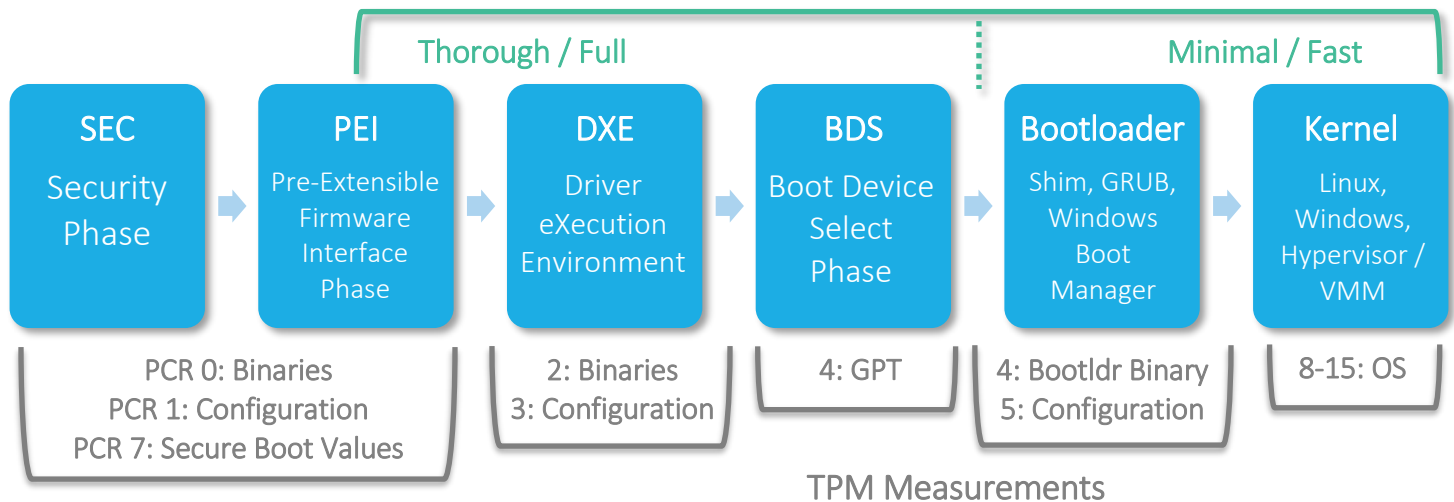 Thorough / Full
Minimal / Fast
SEC
Security
Phase
PEI
Pre-Extensible
Firmware
Interface
Phase
DXE
Driver
eXecution
Environment
BDS
Boot Device
Select
Phase
Bootloader
Shim, GRUB,
Windows
Boot
Manager
Kernel
Linux,
Windows,
Hypervisor /
VMM
PCR 0: Binaries
PCR 1: Configuration
PCR 7: Secure Boot Values
2: Binaries
3: Configuration
4: GPT
4: Bootldr Binary
5: Configuration
8-15: OS
TPM Measurements